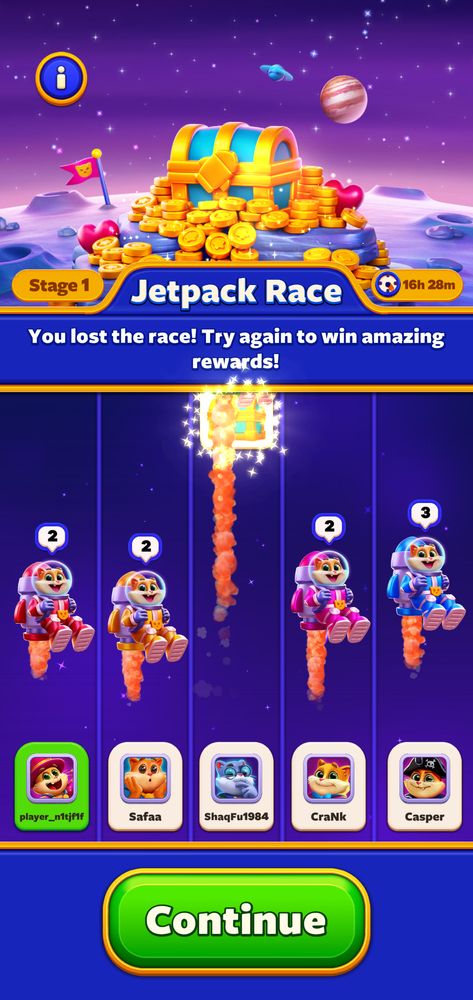 Stage 1
Jetpack Race
16h 28m
You lost the race! Try again to win amazing
rewards!
2
2
2
3
player_n1tjf1f
Safaa
ShaqFu1984
CraNk
Casper
Continue